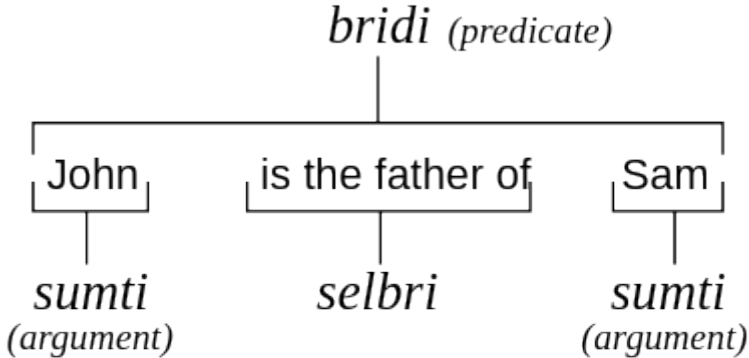 bridi (predicate)
John is the father of Sam
sumti selbri sumti
(argument) (argument)